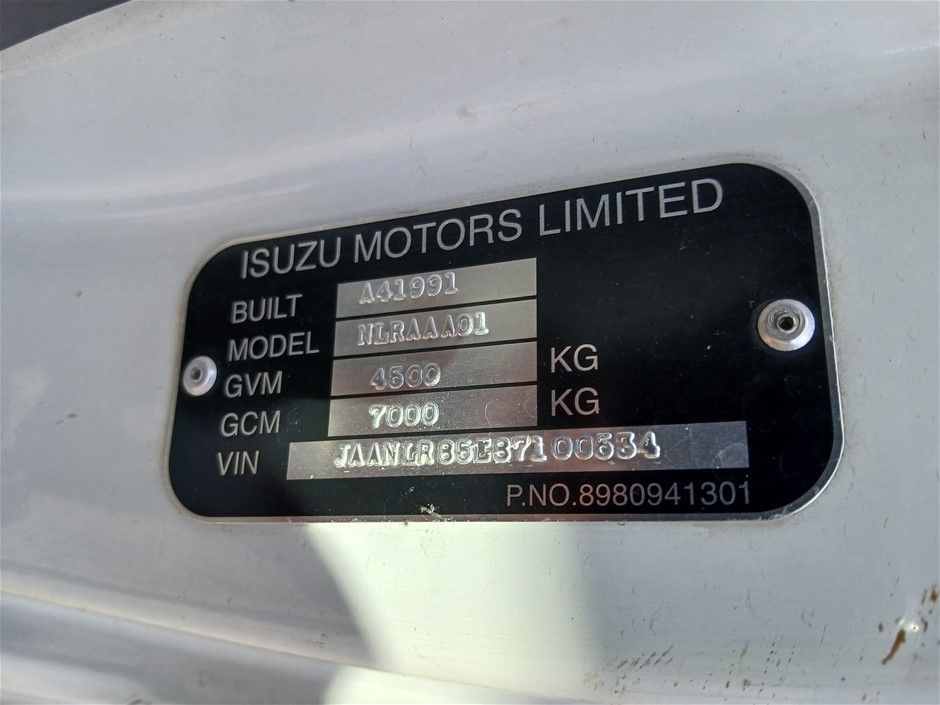 ISUZU MOTORS LIMITED
BUILT A41991
MODEL NLRAAA01
GVM 4500 KG
GCM 7000 KG
VIN JAANLR85E37100634
P.NO.8980941301